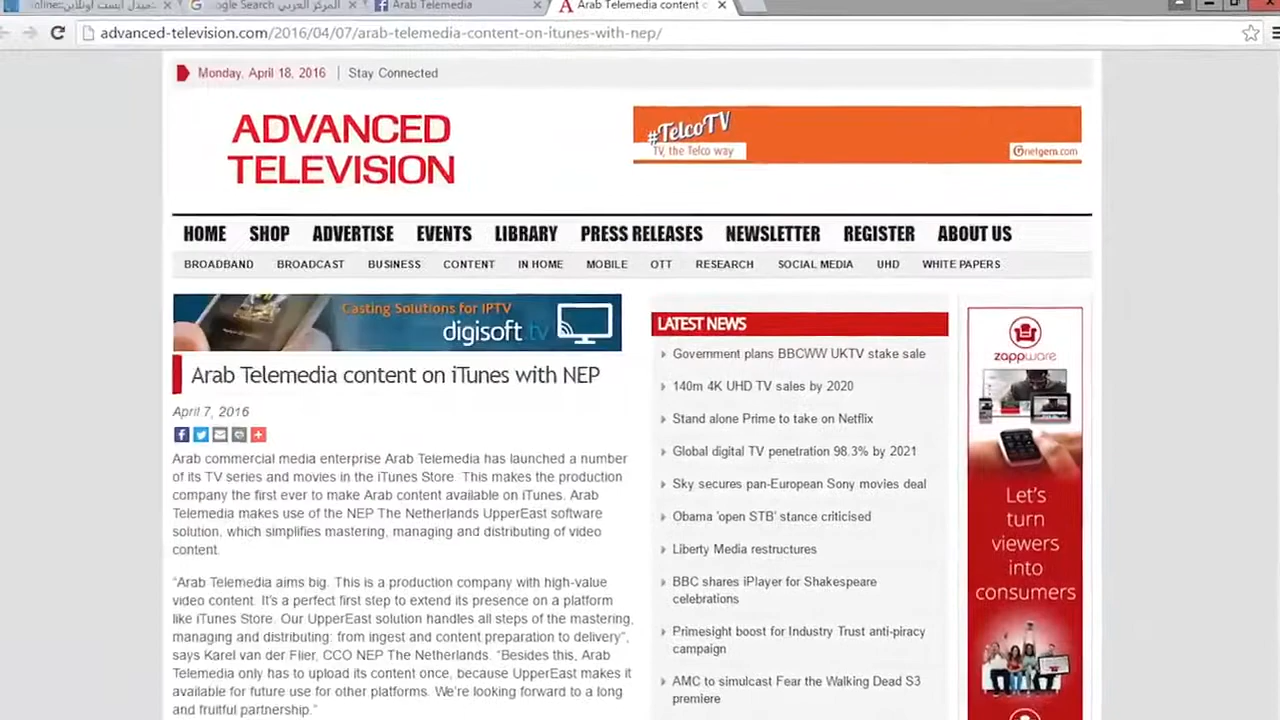 المركز العربي - Google Search
Arab Telemedia
Arab Telemedia content o
advanced-television.com/2016/04/07/arab-telemedia-content-on-itunes-with-nep/
Monday, April 18, 2016 | Stay Connected
ADVANCED
TELEVISION
#TelcoTV
TV, the Telco way
netgem.com
HOME SHOP ADVERTISE EVENTS LIBRARY PRESS RELEASES NEWSLETTER REGISTER ABOUT US
BROADBAND BROADCAST BUSINESS CONTENT IN HOME MOBILE OTT RESEARCH SOCIAL MEDIA UHD WHITE PAPERS
Casting Solutions for IPTV
digisoft.tv
Arab Telemedia content on iTunes with NEP
April 7, 2016
Arab commercial media enterprise Arab Telemedia has launched a number
of its TV series and movies in the iTunes Store. This makes the production
company the first ever to make Arab content available on iTunes. Arab
Telemedia makes use of the NEP The Netherlands UpperEast software
solution, which simplifies mastering, managing and distributing of video
content.
“Arab Telemedia aims big. This is a production company with high-value
video content. It’s a perfect first step to extend its presence on a platform
like iTunes Store. Our UpperEast solution handles all steps of the mastering,
managing and distributing: from ingest and content preparation to delivery”,
says Karel van der Flier, CCO NEP The Netherlands. “Besides this, Arab
Telemedia only has to upload its content once, because UpperEast makes it
available for future use for other platforms. We’re looking forward to a long
and fruitful partnership.”
LATEST NEWS
Government plans BBCWW UKTV stake sale
140m 4K UHD TV sales by 2020
Stand alone Prime to take on Netflix
Global digital TV penetration 98.3% by 2021
Sky secures pan-European Sony movies deal
Obama 'open STB' stance criticised
Liberty Media restructures
BBC shares iPlayer for Shakespeare
celebrations
Primesight boost for Industry Trust anti-piracy
campaign
AMC to simulcast Fear the Walking Dead S3
premiere
zappware
Let’s
turn
viewers
into
consumers